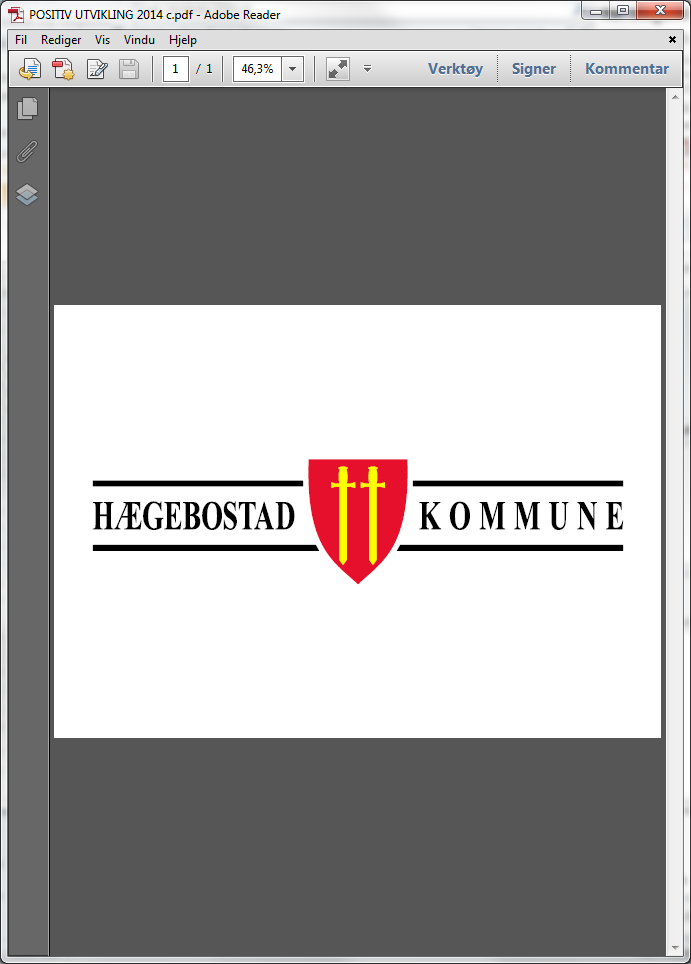 POSITIV UTVIKLING 2014 c.pdf - Adobe Reader
Fil Rediger Vis Vindu Hjelp
1 / 1 46,3% Verktøy Signer Kommentar
HÆGEBOSTAD KOMMUNE